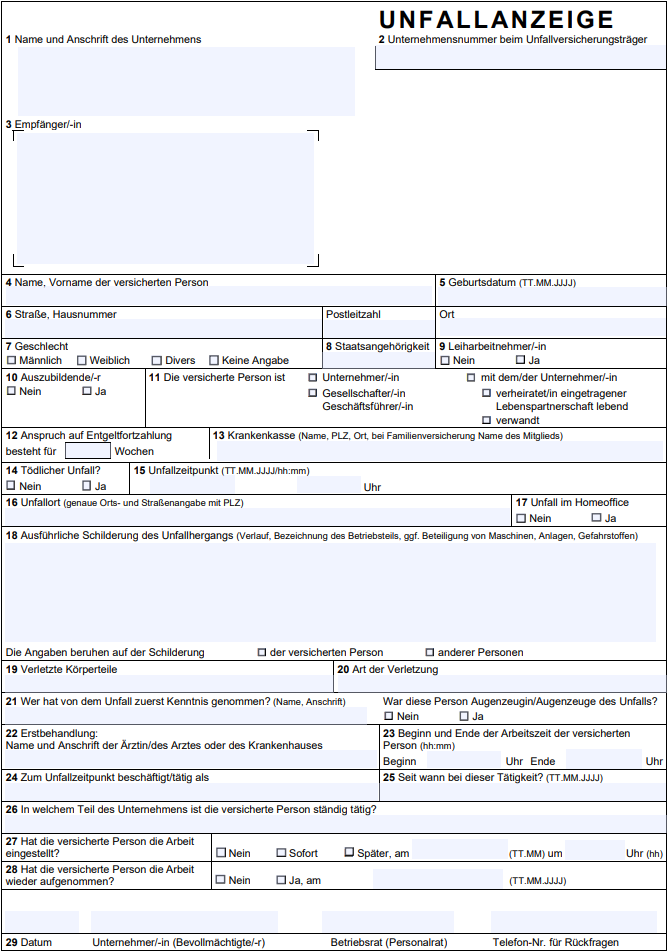 UNFALLANZEIGE
1 Name und Anschrift des Unternehmens
2 Unternehmensnummer beim Unfallversicherungsträger
3 Empfänger/-in
4 Name, Vorname der versicherten Person
5 Geburtsdatum (TT.MM.JJJJ)
6 Straße, Hausnummer
Postleitzahl
Ort
7 Geschlecht
Männlich Weiblich Divers Keine Angabe
8 Staatsangehörigkeit
9 Leiharbeitnehmer/-in
Nein Ja
10 Auszubildende/-r
Nein Ja
11 Die versicherte Person ist
Unternehmer/-in
Gesellschafter/-in
Geschäftsführer/-in
mit dem/der Unternehmer/-in
verheiratet/in eingetragener
Lebenspartnerschaft lebend
verwandt
12 Anspruch auf Entgeltfortzahlung
besteht für Wochen
13 Krankenkasse (Name, PLZ, Ort, bei Familienversicherung Name des Mitglieds)
14 Tödlicher Unfall?
Nein Ja
15 Unfallzeitpunkt (TT.MM.JJJJ/hh:mm)
Uhr
16 Unfallort (genaue Orts- und Straßenangabe mit PLZ)
17 Unfall im Homeoffice
Nein Ja
18 Ausführliche Schilderung des Unfallhergangs (Verlauf, Bezeichnung des Betriebsteils, ggf. Beteiligung von Maschinen, Anlagen, Gefahrstoffen)
Die Angaben beruhen auf der Schilderung der versicherten Person anderer Personen
19 Verletzte Körperteile
20 Art der Verletzung
21 Wer hat von dem Unfall zuerst Kenntnis genommen? (Name, Anschrift)
War diese Person Augenzeugin/Augenzeuge des Unfalls?
Nein Ja
22 Erstbehandlung:
Name und Anschrift der Ärztin/des Arztes oder des Krankenhauses
23 Beginn und Ende der Arbeitszeit der versicherten
Person (hh:mm)
Beginn Uhr Ende Uhr
24 Zum Unfallzeitpunkt beschäftigt/tätig als
25 Seit wann bei dieser Tätigkeit? (TT.MM.JJJJ)
26 In welchem Teil des Unternehmens ist die versicherte Person ständig tätig?
27 Hat die versicherte Person die Arbeit
eingestellt?
Nein Sofort Später, am (TT.MM) um Uhr (hh)
28 Hat die versicherte Person die Arbeit
wieder aufgenommen?
Nein Ja, am (TT.MM.JJJJ)
29 Datum Unternehmer/-in (Bevollmächtigte/-r) Betriebsrat (Personalrat) Telefon-Nr. für Rückfragen